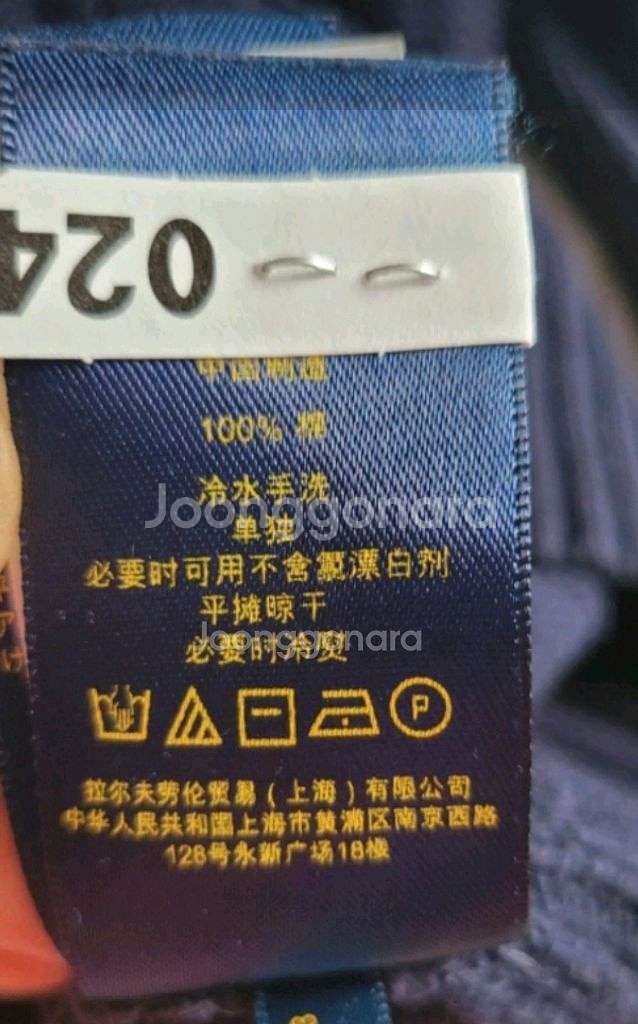 024
中国制造
100% 棉
冷水手洗
Joonggonara
单独
必要时可用不含氯漂白剂
平摊晾干
Joonggonara
必要时冷熨
P
拉尔夫劳伦贸易（上海）有限公司
中华人民共和国上海市黄浦区南京西路
128号永新广场18楼